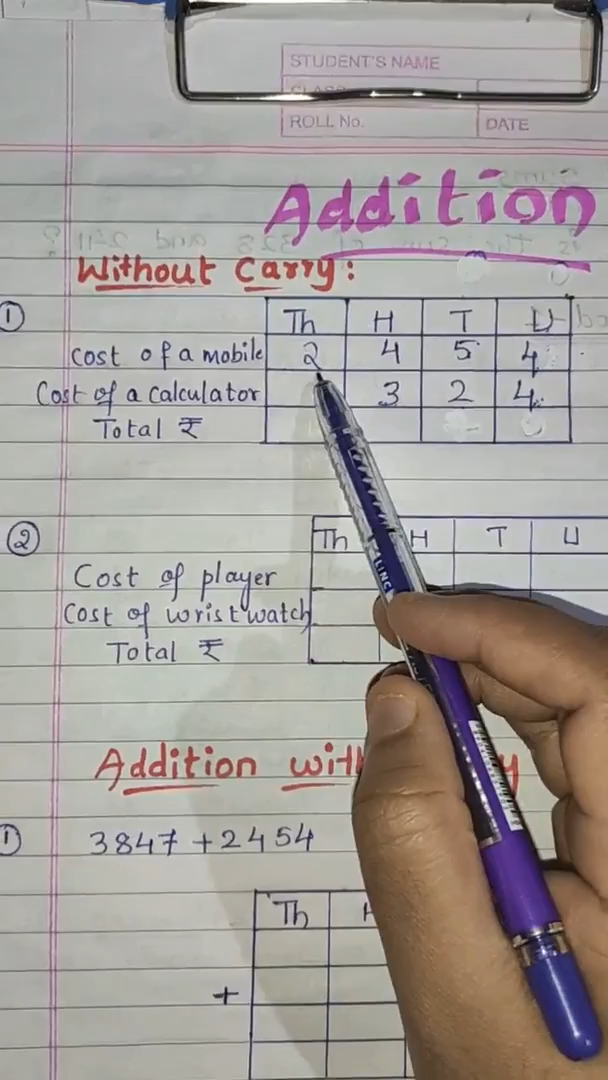 STUDENT'S NAME
ROLL No. DATE
Addition
Without Carry:
① Th H T U
Cost of a mobile 2 4 5 4
Cost of a calculator 3 2 4
Total ₹
② Th H T U
Cost of player
Cost of wristwatch
Total ₹
Addition
① 3847 + 2454
Th
+